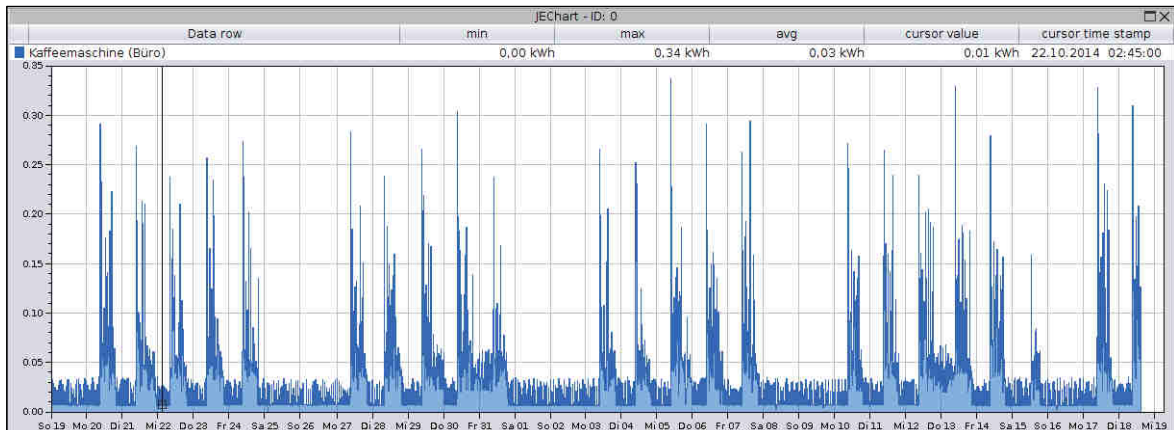 JEChart - ID: 0
Data row min max avg cursor value cursor time stamp
Kaffeemaschine (Büro) 0,00 kWh 0.34 kWh 0.03 kWh 0.01 kWh 22.10.2014 02:45:00
0.35
0.30
0.25
0.20
0.15
0.10
0.05
0.00
So 19 Mo 20 Di 21 Mi 22 Do 23 Fr 24 Sa 25 So 26 Mo 27 Di 28 Mi 29 Do 30 Fr 31 Sa 01 So 02 Mo 03 Di 04 Mi 05 Do 06 Fr 07 Sa 08 So 09 Mo 10 Di 11 Mi 12 Do 13 Fr 14 Sa 15 So 16 Mo 17 Di 18 Mi 19